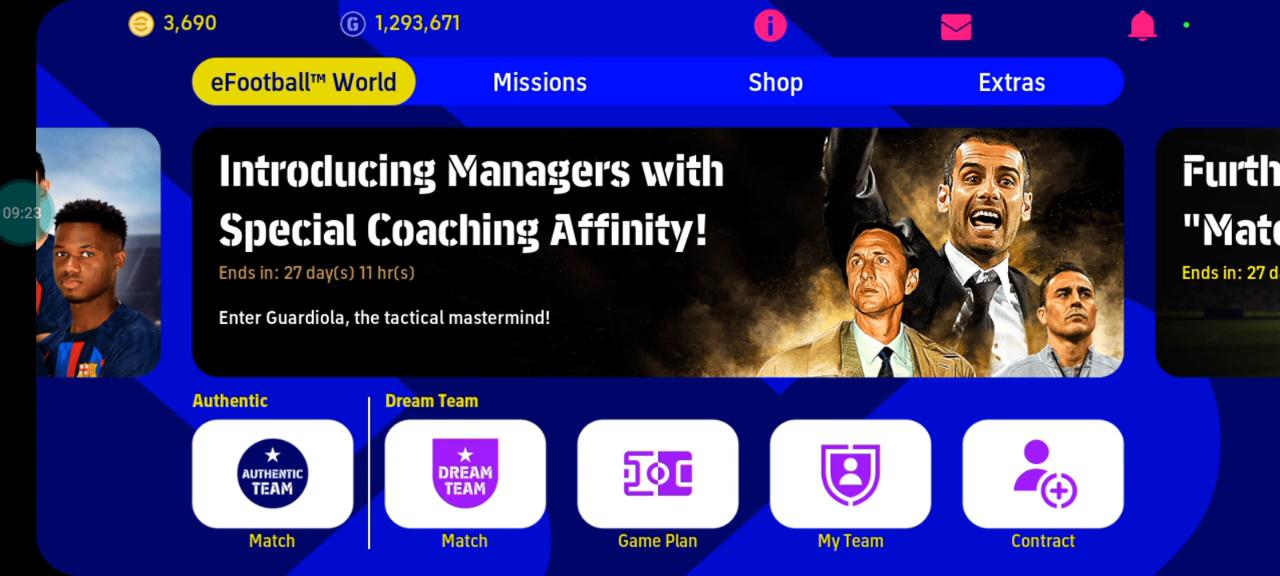 3,690
G 1,293,671
eFootball™ World
Missions
Shop
Extras
Introducing Managers with
Special Coaching Affinity!
Ends in: 27 day(s) 11 hr(s)
Enter Guardiola, the tactical mastermind!
Furth
"Matc
Ends in: 27 d
09:23
Authentic
Dream Team
AUTHENTIC
TEAM
DREAM
TEAM
Match
Match
Game Plan
My Team
Contract